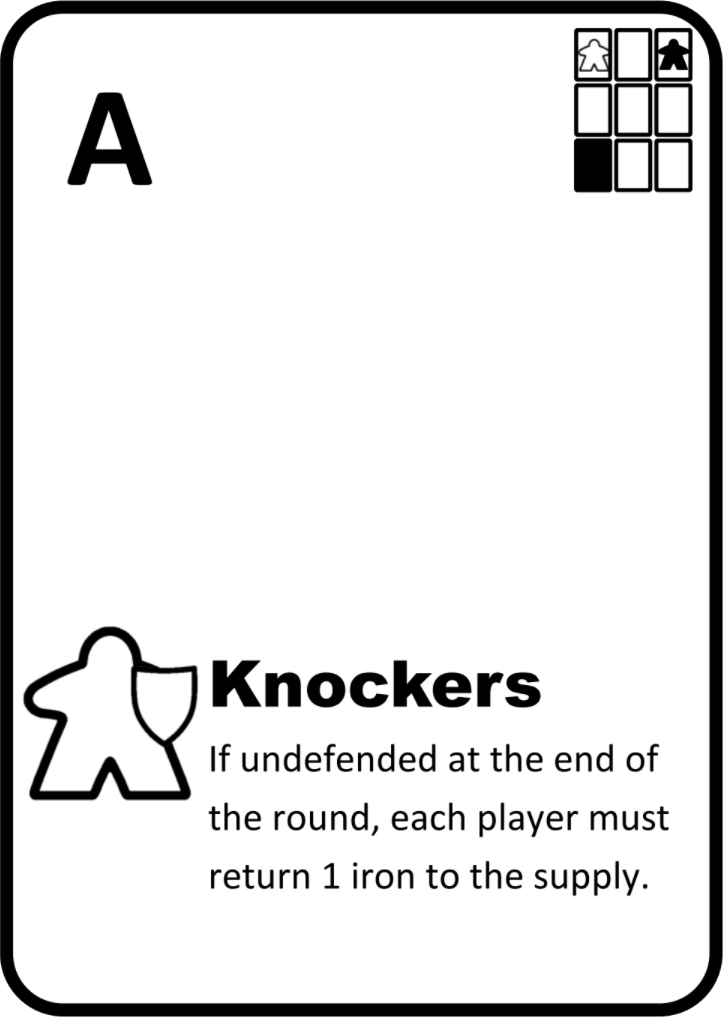 A
Knockers
If undefended at the end of
the round, each player must
return 1 iron to the supply.